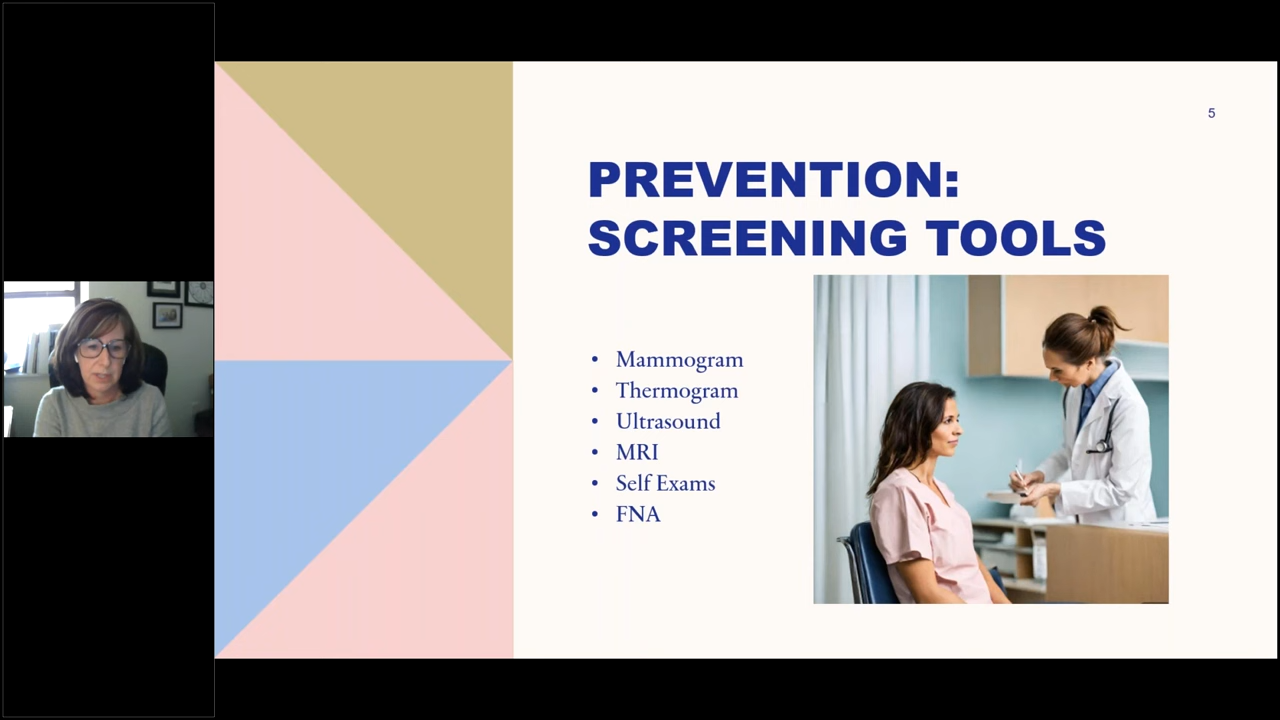 5
PREVENTION:
SCREENING TOOLS
• Mammogram
• Thermogram
• Ultrasound
• MRI
• Self Exams
• FNA